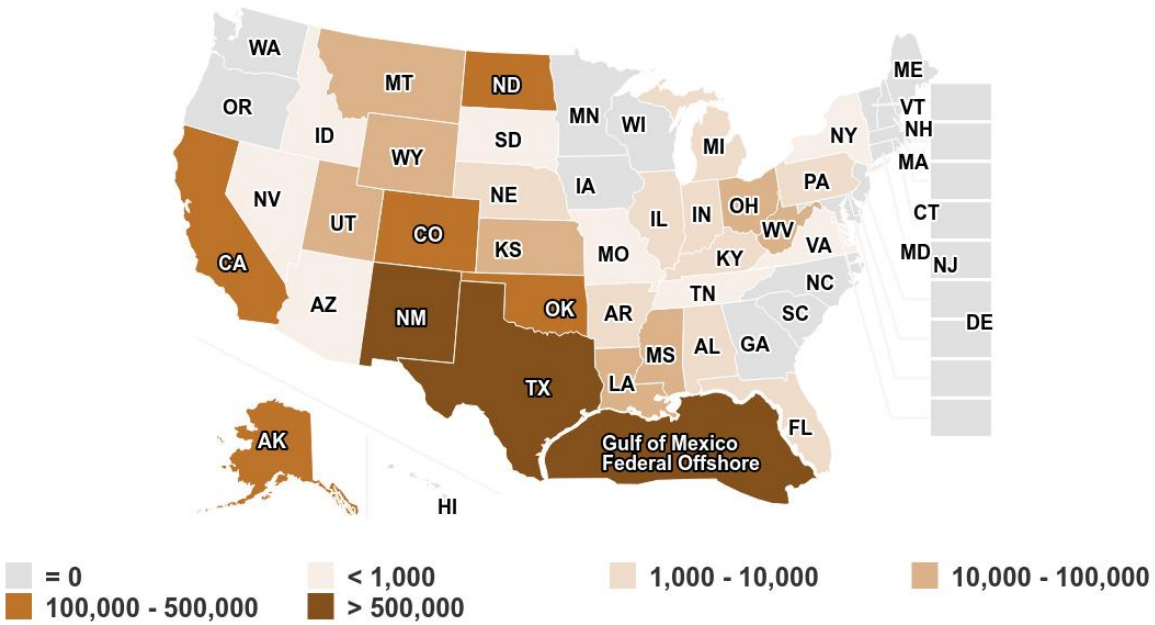 WA
ME
MT
ND
OR
VT
MN
NH
WI
ID
SD
NY
MI
WY
MA
PA
IA
NE
NV
OH
CT
IL
IN
UT
WV
CO
VA
KS
MO
MD
KY
NJ
CA
NC
TN
AZ
OK
AR
SC
NM
DE
GA
MS
AL
LA
TX
FL
AK
Gulf of Mexico
Federal Offshore
HI
= 0
< 1,000
1,000 - 10,000
10,000 - 100,000
100,000 - 500,000
> 500,000